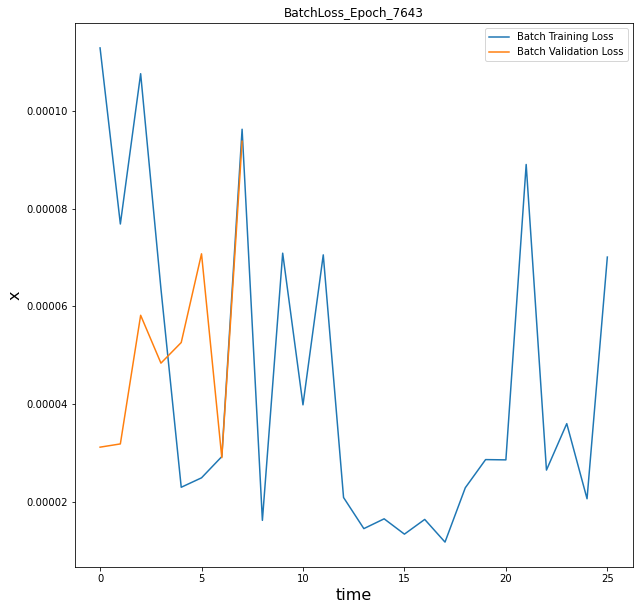 BatchLoss_Epoch_7643
Batch Training Loss
Batch Validation Loss
0.00010
0.00008
0.00006
0.00004
0.00002
x
0 5 10 15 20 25
time